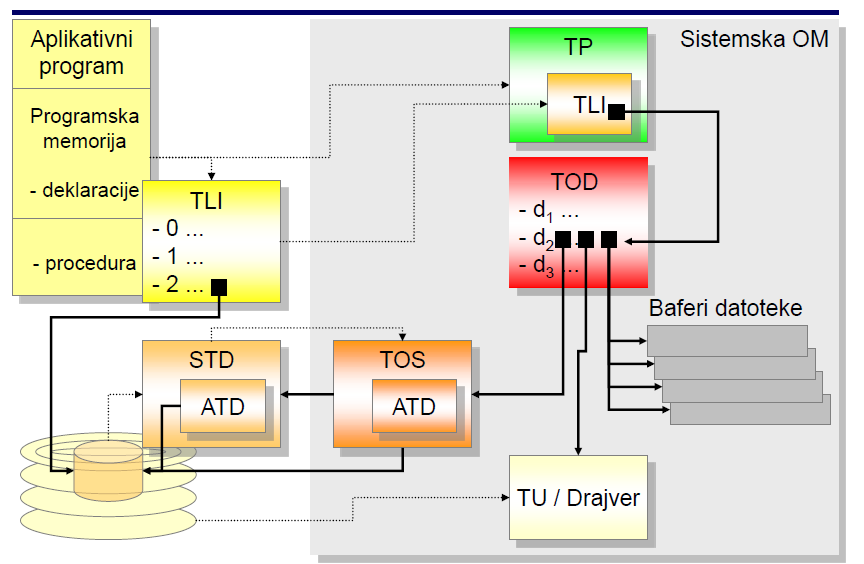 Aplikativni
program
Programska
memorija
- deklaracije
- procedura
TLI
- 0 ...
- 1 ...
- 2 ...
Sistemska OM
TP
TLI
TOD
- d1 ...
- d2 ...
- d3 ...
Baferi datoteke
STD
ATD
TOS
ATD
TU / Drajver